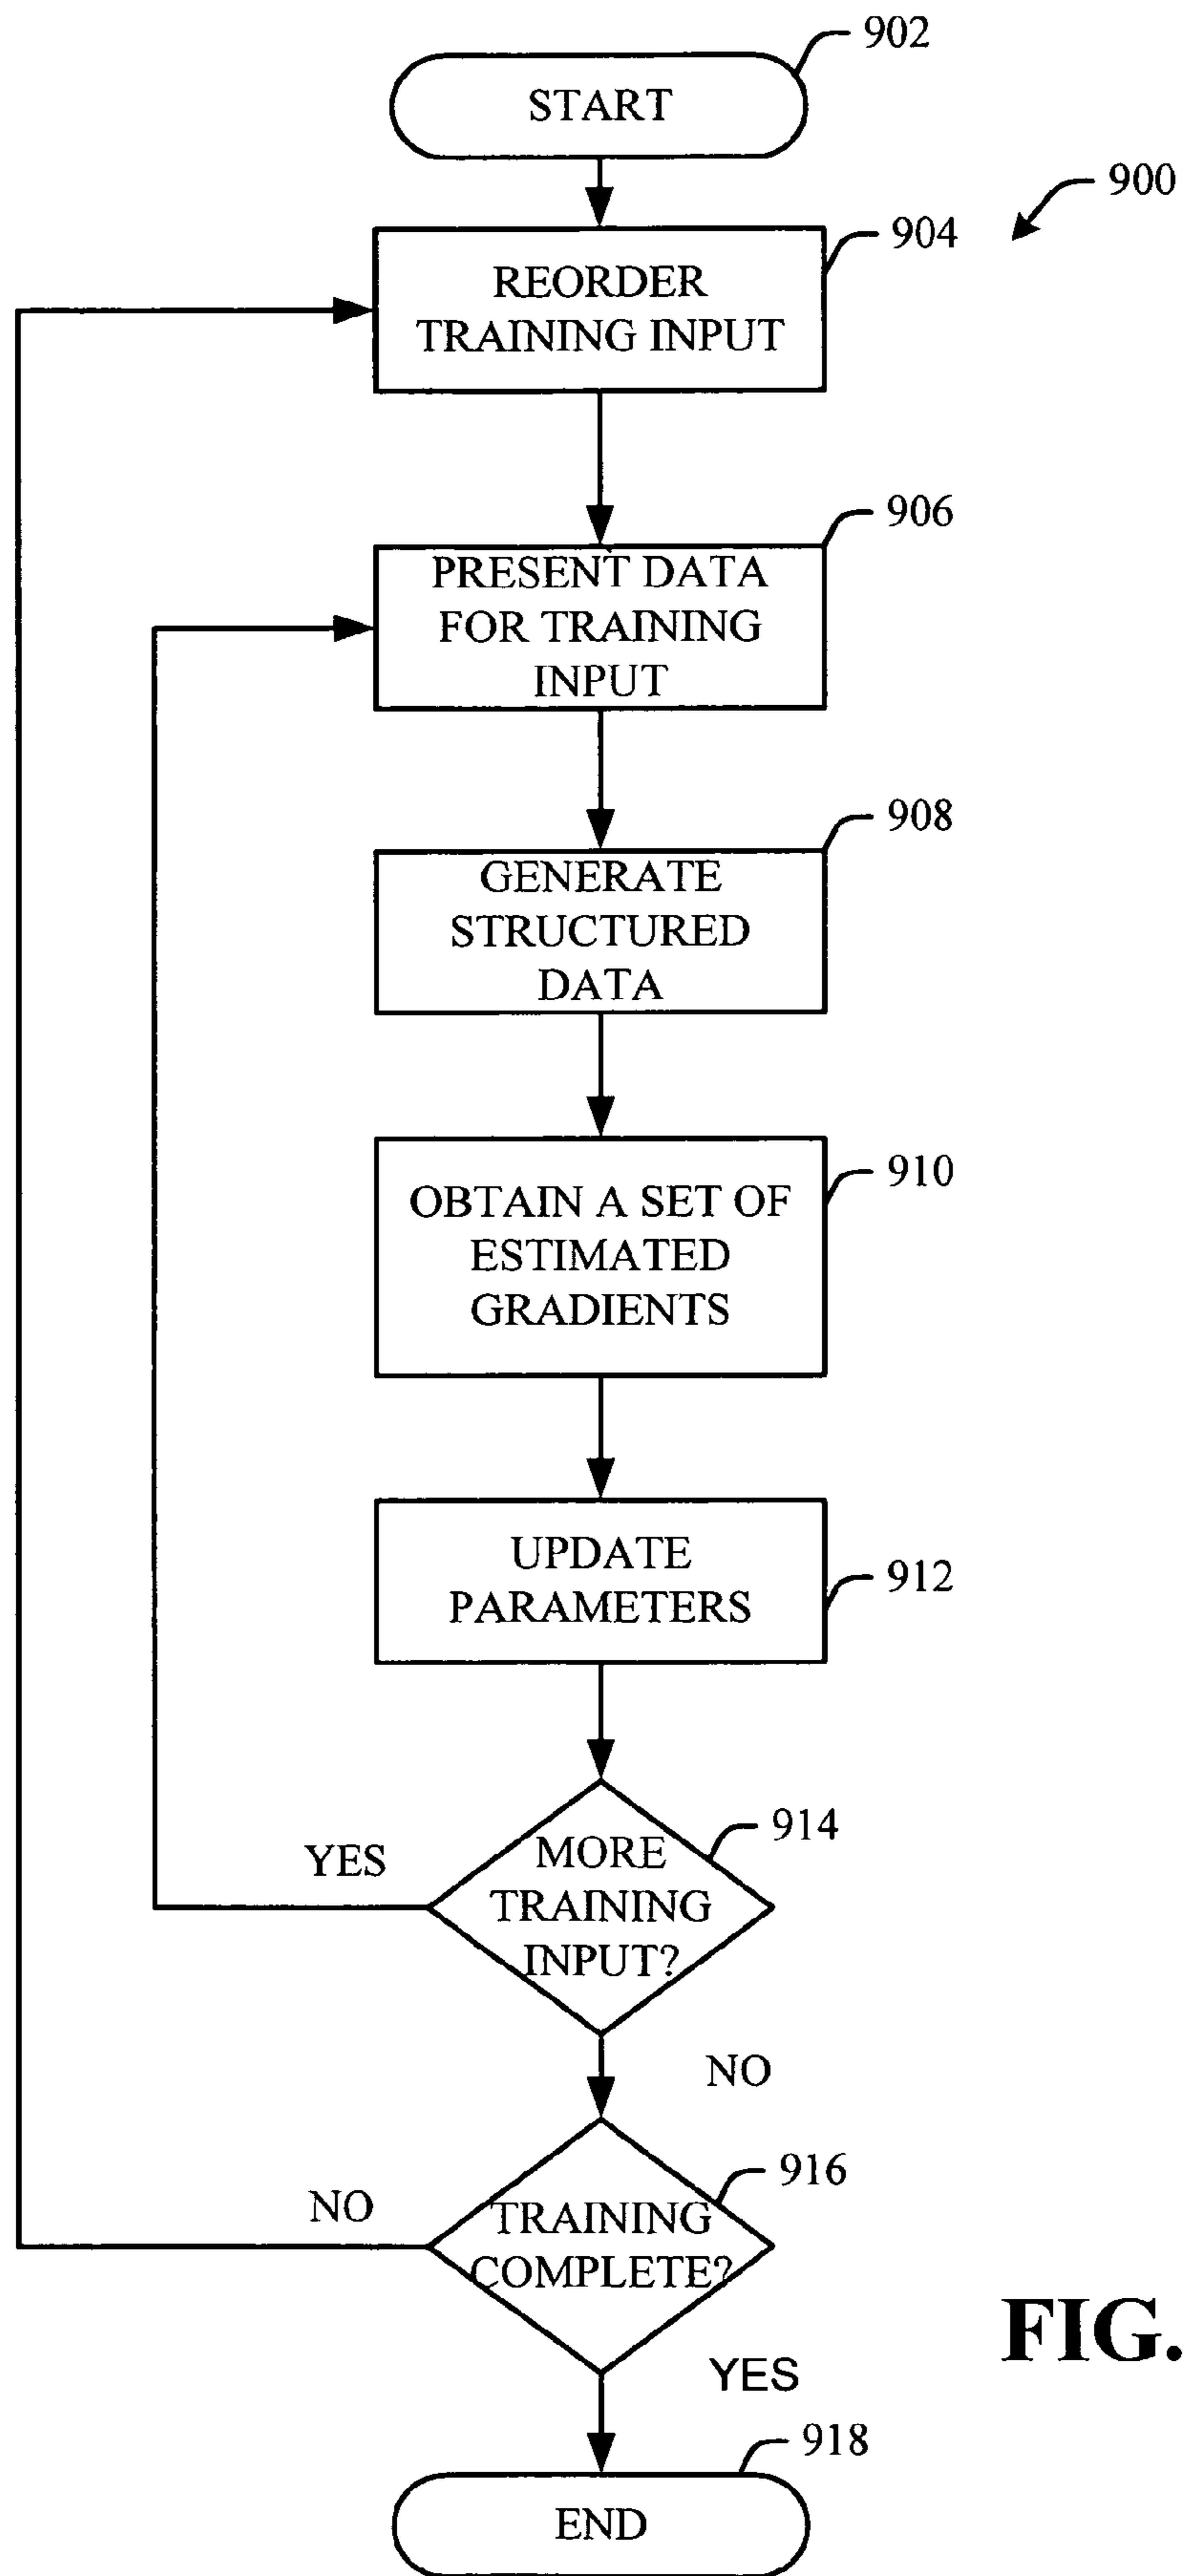 902
START
900
904
REORDER
TRAINING INPUT
906
PRESENT DATA
FOR TRAINING
INPUT
908
GENERATE
STRUCTURED
DATA
910
OBTAIN A SET OF
ESTIMATED
GRADIENTS
UPDATE
PARAMETERS
912
914
YES
MORE
TRAINING
INPUT?
NO
916
NO
TRAINING
COMPLETE?
FIG.
YES
918
END